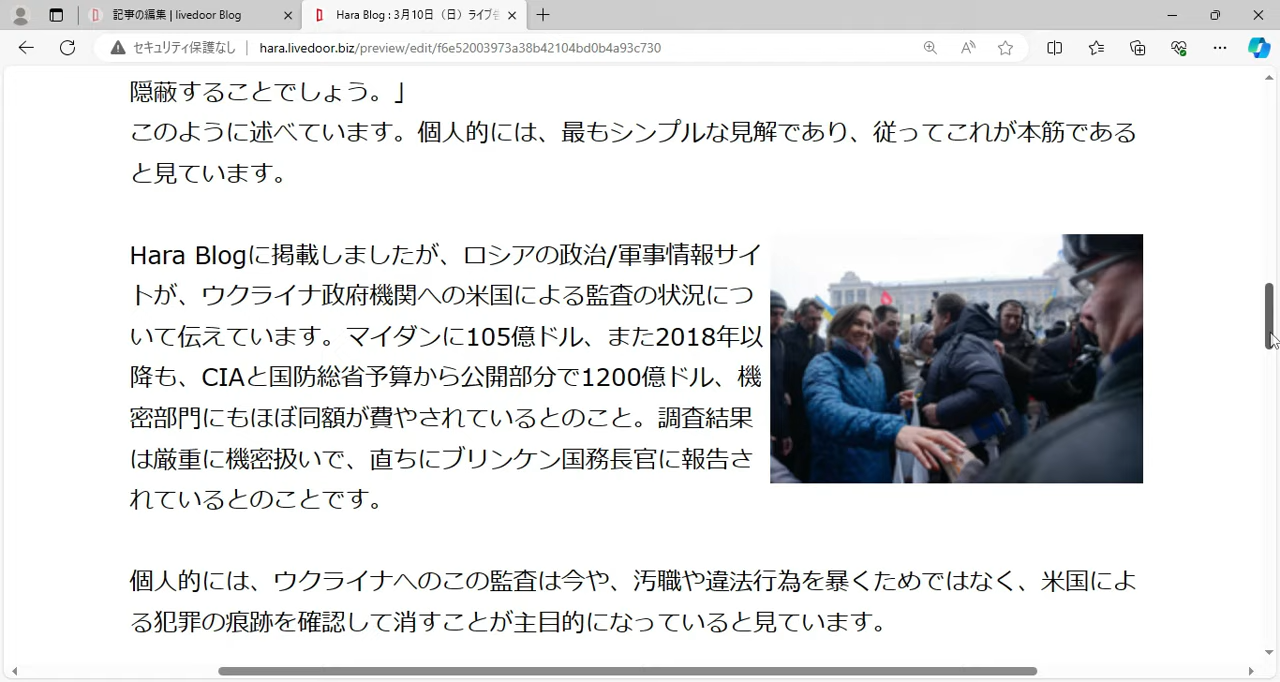 記事の編集 | livedoor Blog
Hara Blog : 3月10日（日）ライブ
セキュリティ保護なし
hara.livedoor.biz/preview/edit/f6e52003973a38b42104bd0b4a93c730
隠蔽することでしょう。」
このように述べています。個人的には、最もシンプルな見解であり、従ってこれが本筋である
と見ています。
Hara Blogに掲載しましたが、ロシアの政治/軍事情報サイ
トが、ウクライナ政府機関への米国による監査の状況につ
いて伝えています。マイダンに105億ドル、また2018年以
降も、CIAと国防総省予算から公開部分で1200億ドル、機
密部門にもほぼ同額が費やされているとのこと。調査結果
は厳重に機密扱いで、直ちにブリンケン国務長官に報告さ
れているとのことです。
個人的には、ウクライナへのこの監査は今や、汚職や違法行為を暴くためではなく、米国によ
る犯罪の痕跡を確認して消すことが主目的になっていると見ています。